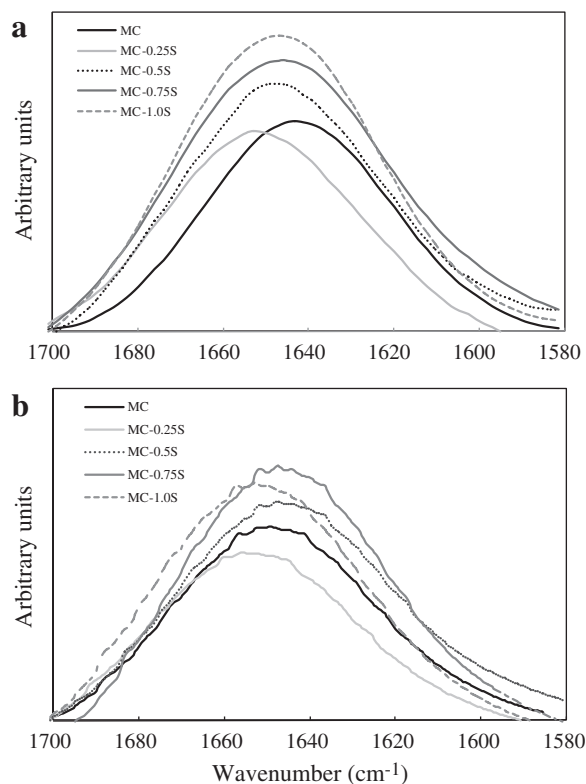 a
MC
MC-0.25S
MC-0.5S
MC-0.75S
MC-1.0S
Arbitrary units
1700 1680 1660 1640 1620 1600 1580
b
MC
MC-0.25S
MC-0.5S
MC-0.75S
MC-1.0S
Arbitrary units
1700 1680 1660 1640 1620 1600 1580
Wavenumber (cm-1)